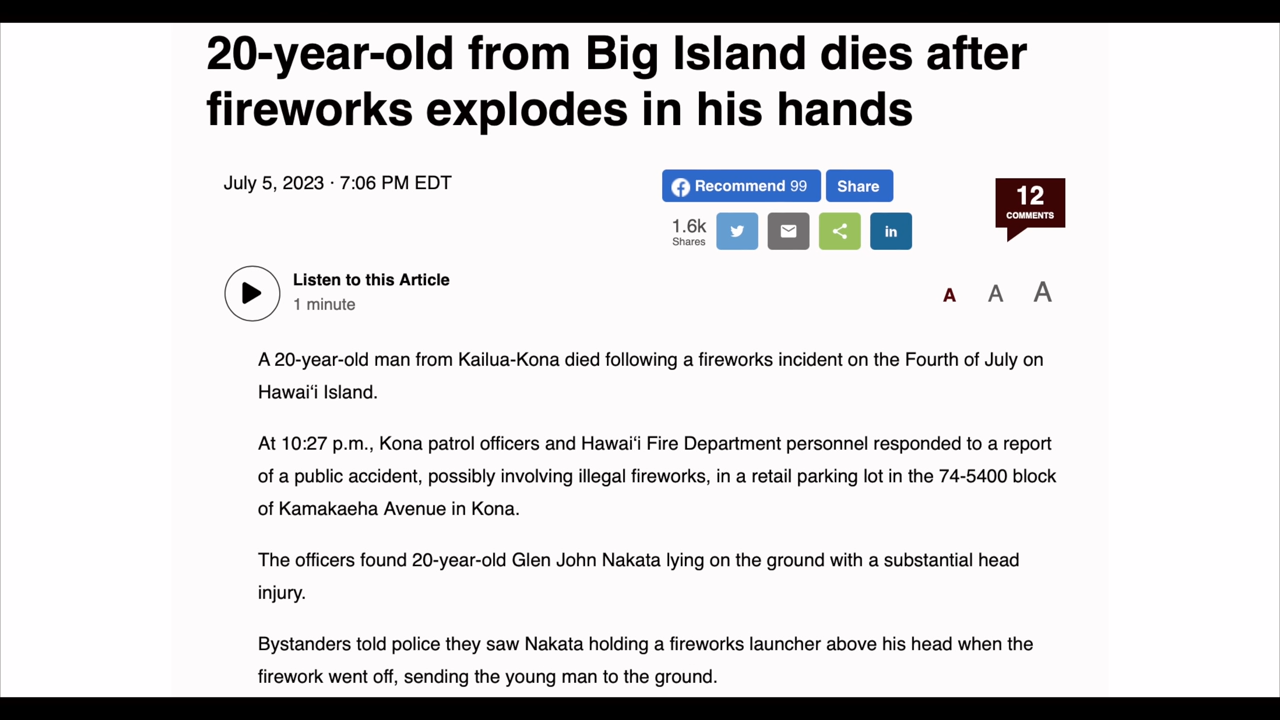 20-year-old from Big Island dies after
fireworks explodes in his hands
July 5, 2023 · 7:06 PM EDT
Recommend 99
Share
12
COMMENTS
1.6k
Shares
in
Listen to this Article
1 minute
A A A
A 20-year-old man from Kailua-Kona died following a fireworks incident on the Fourth of July on
Hawaiʻi Island.
At 10:27 p.m., Kona patrol officers and Hawaiʻi Fire Department personnel responded to a report
of a public accident, possibly involving illegal fireworks, in a retail parking lot in the 74-5400 block
of Kamakaeha Avenue in Kona.
The officers found 20-year-old Glen John Nakata lying on the ground with a substantial head
injury.
Bystanders told police they saw Nakata holding a fireworks launcher above his head when the
firework went off, sending the young man to the ground.